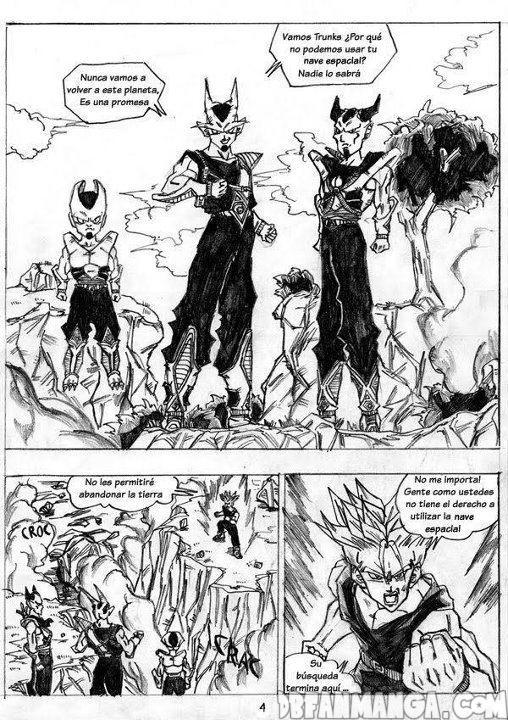 Vamos Trunks ¿Por qué
no podemos usar tu
nave espacial?
Nadie lo sabrá
Nunca vamos a
volver a este planeta,
Es una promesa
No les permitirá
abandonar la tierra
CROC
CROC
No me importa!
Gente como ustedes
no tiene el derecho a
utilizar la nave
espacial
Su
búsqueda
termina aquí ...
4
DBFANMANGA.COM